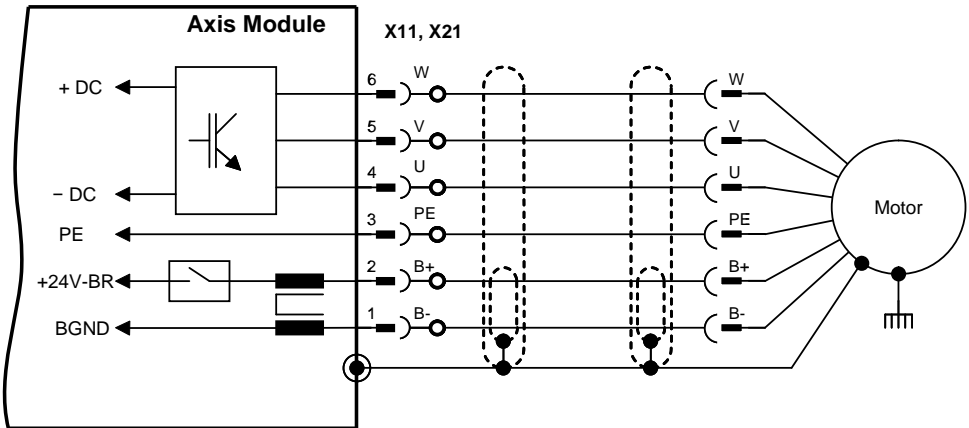 Axis Module
X11, X21
+ DC
− DC
PE
+24V-BR
BGND
6 W
5 V
4 U
3 PE
2 B+
1 B-
W
V
U
PE
B+
B-
Motor